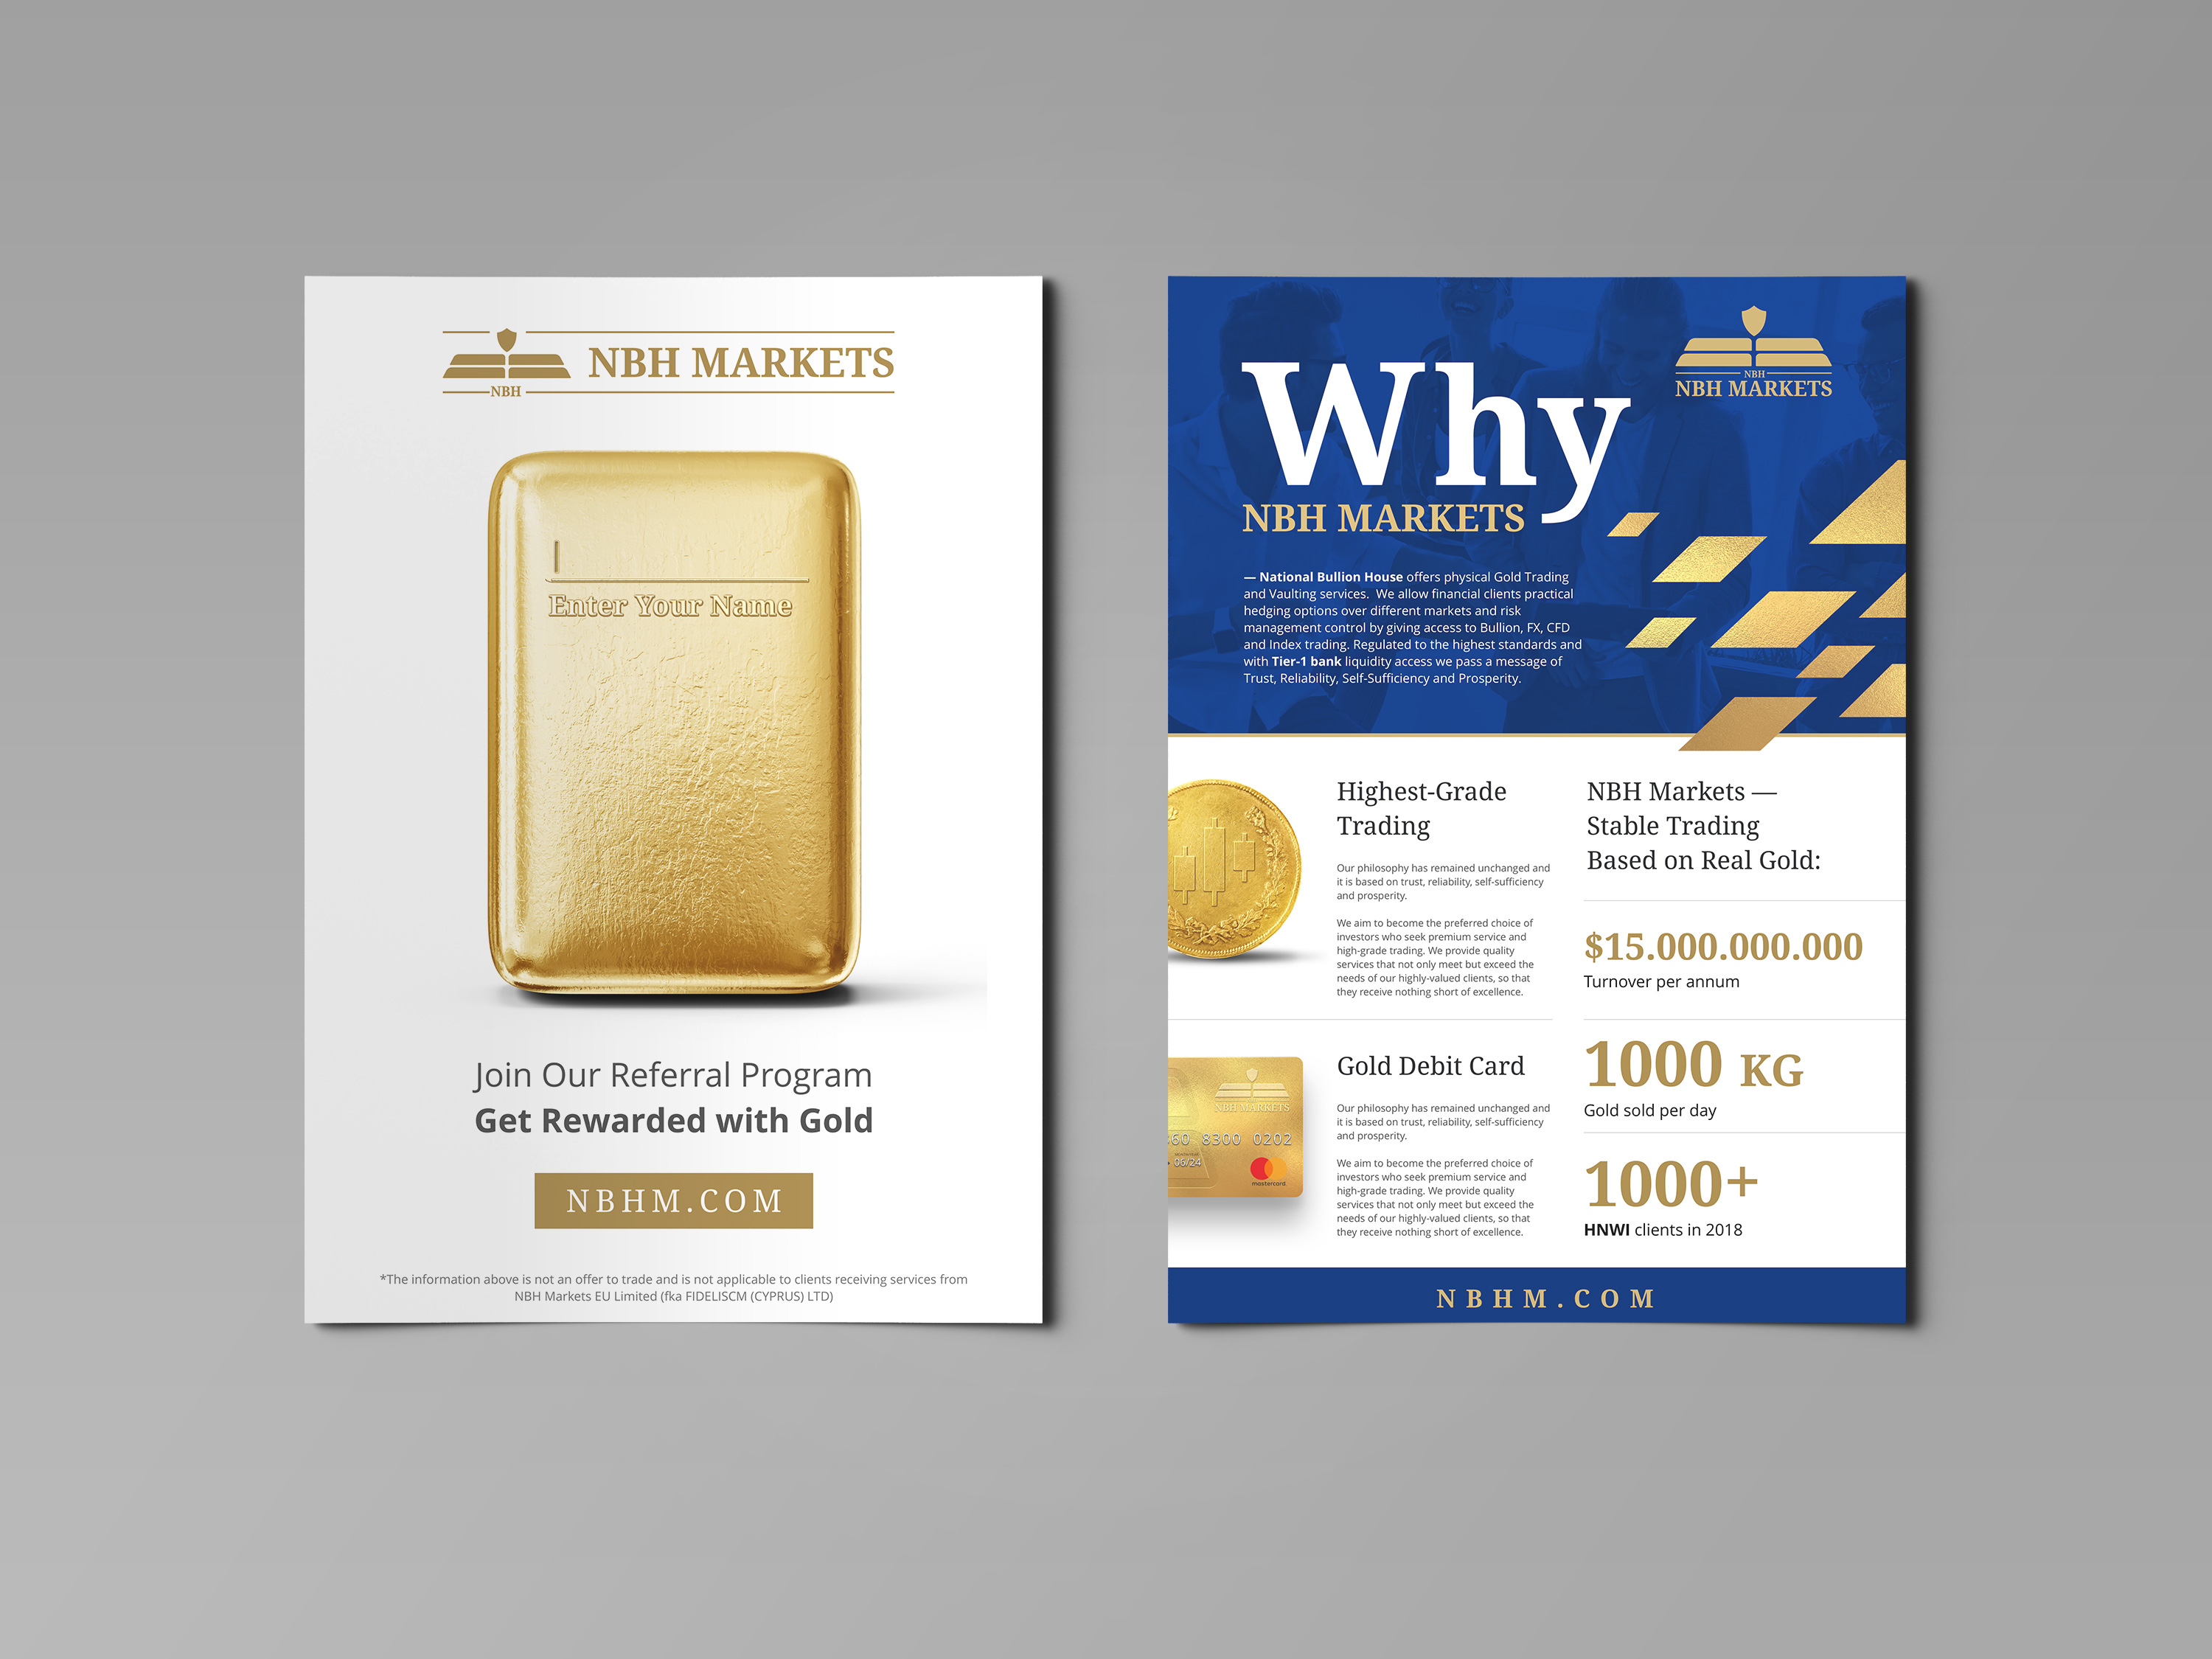 NBH MARKETS
NBH
Enter Your Name
Join Our Referral Program
Get Rewarded with Gold
NBHM.COM
*The information above is not an offer to trade and is not applicable to clients receiving services from
NBH Markets EU Limited (fka FIDELISCM (CYPRUS) LTD)
NBH
NBH MARKETS
Why
NBH MARKETS
— National Bullion House offers physical Gold Trading
and Vaulting services. We allow financial clients practical
hedging options over different markets and risk
management control by giving access to Bullion, FX, CFD
and Index trading. Regulated to the highest standards and
with Tier-1 bank liquidity access we pass a message of
Trust, Reliability, Self-Sufficiency and Prosperity.
Highest-Grade
Trading
Our philosophy has remained unchanged and
it is based on trust, reliability, self-sufficiency
and prosperity.
We aim to become the preferred choice of
investors who seek premium service and
high-grade trading. We provide quality
services that not only meet but exceed the
needs of our highly-valued clients, so that
they receive nothing short of excellence.
NBH MARKETS
60 8300 0202
06/24
mastercard
Gold Debit Card
Our philosophy has remained unchanged and
it is based on trust, reliability, self-sufficiency
and prosperity.
We aim to become the preferred choice of
investors who seek premium service and
high-grade trading. We provide quality
services that not only meet but exceed the
needs of our highly-valued clients, so that
they receive nothing short of excellence.
NBH Markets —
Stable Trading
Based on Real Gold:
$15.000.000.000
Turnover per annum
1000 KG
Gold sold per day
1000+
HNWI clients in 2018
NBHM.COM